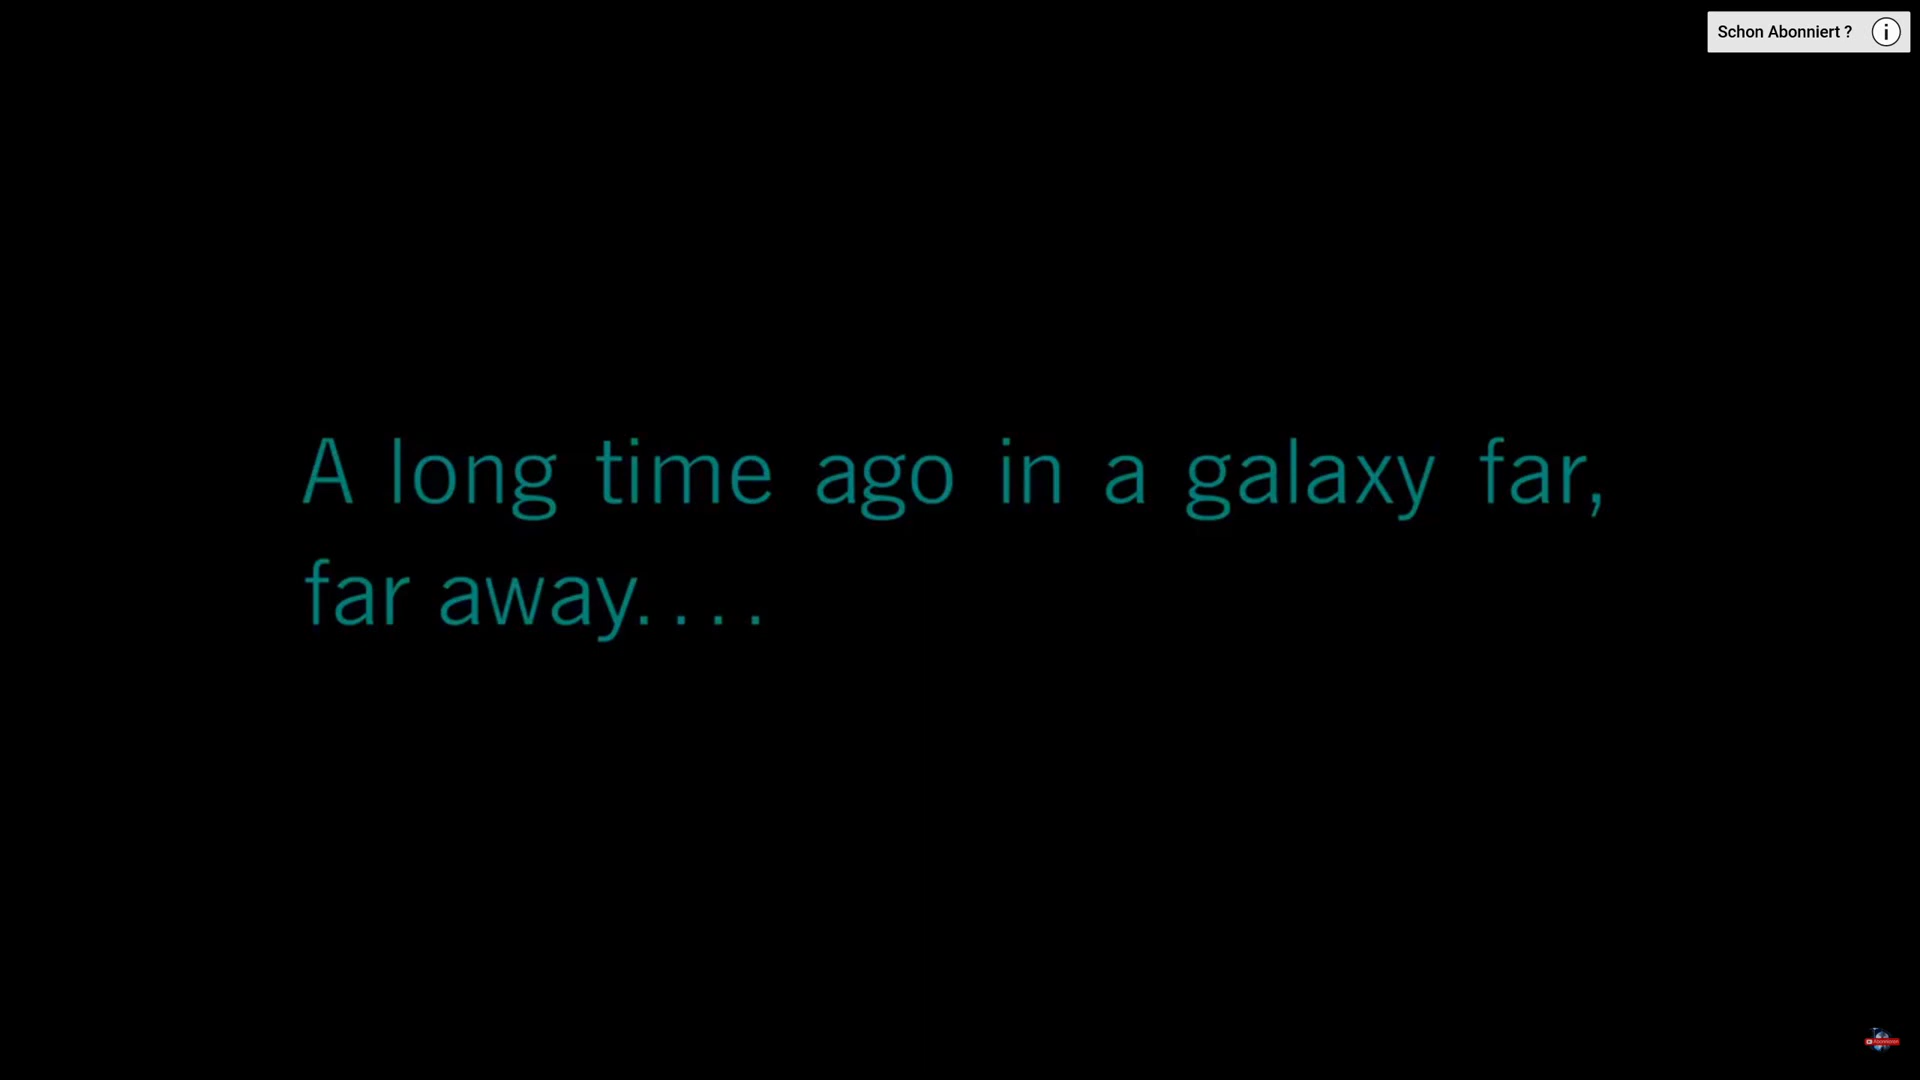 Schon Abonniert ?
A long time ago in a galaxy far,
far away. . . .